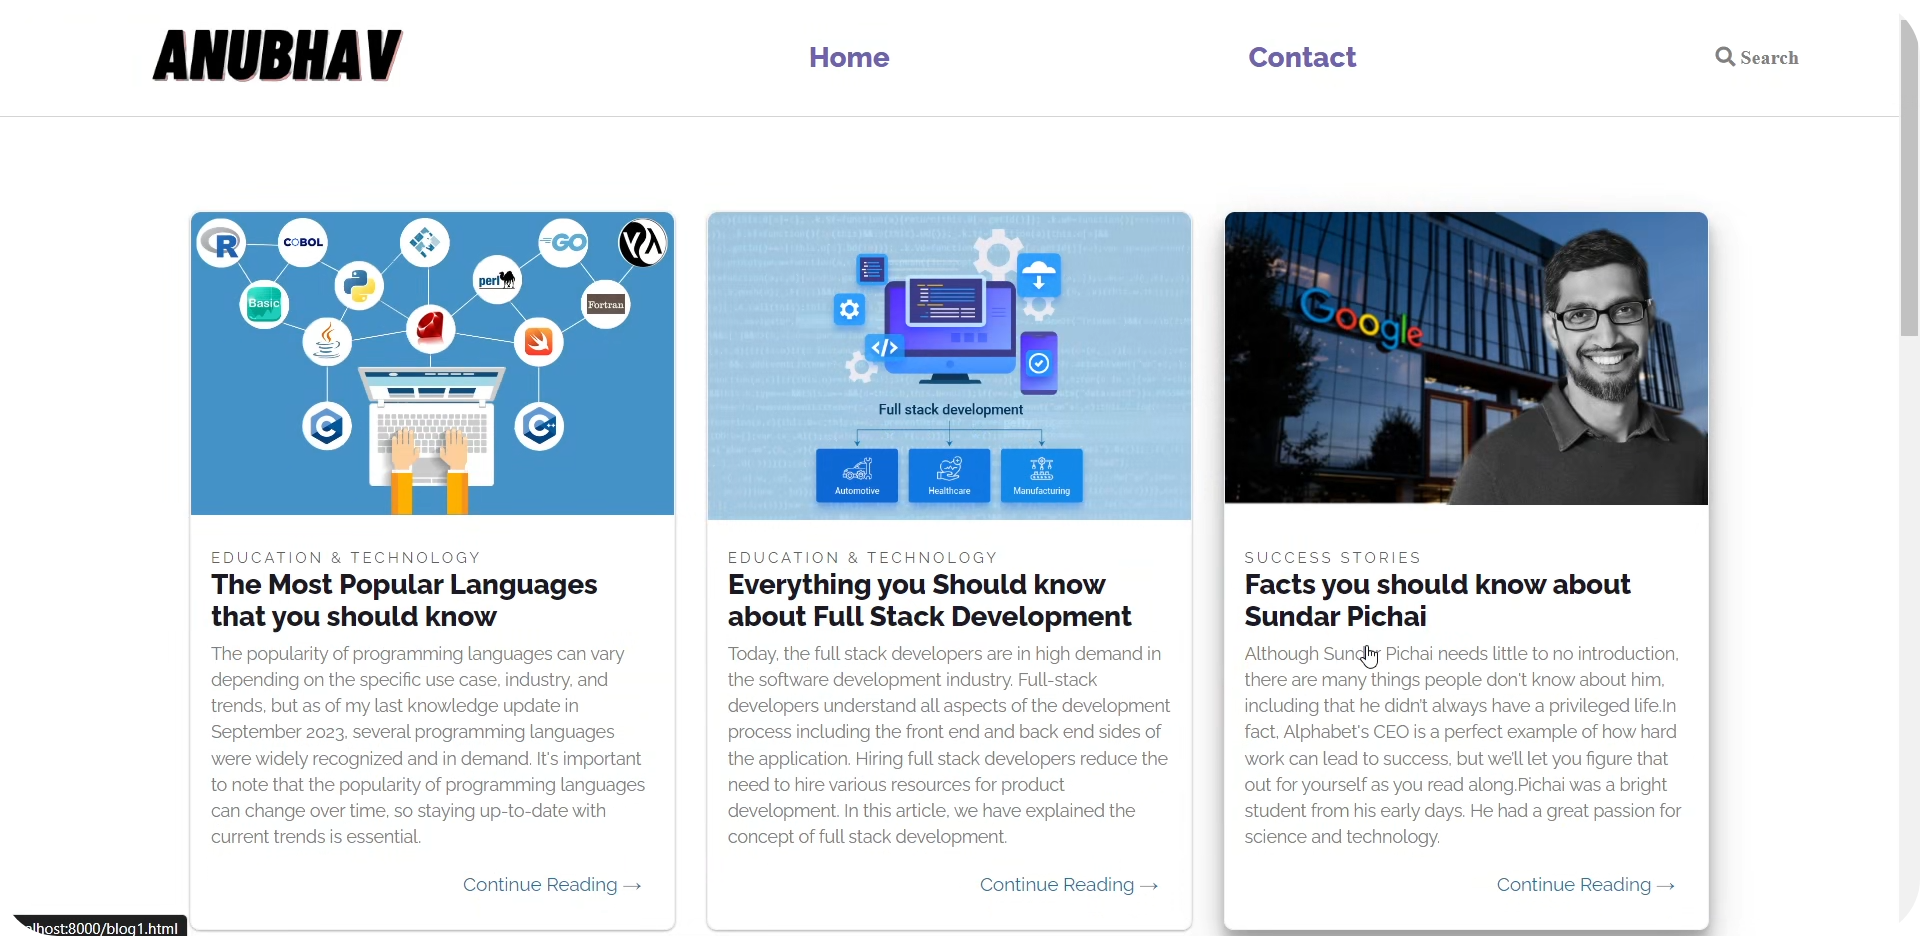 ANUBHAV
Home
Contact
Search
R
COBOL
GO
Basic
perl
Fortran
Java
C
C++
Full stack development
Automotive
Healthcare
Manufacturing
Google
EDUCATION & TECHNOLOGY
The Most Popular Languages
that you should know
The popularity of programming languages can vary
depending on the specific use case, industry, and
trends, but as of my last knowledge update in
September 2023, several programming languages
were widely recognized and in demand. It's important
to note that the popularity of programming languages
can change over time, so staying up-to-date with
current trends is essential.
Continue Reading →
EDUCATION & TECHNOLOGY
Everything you Should know
about Full Stack Development
Today, the full stack developers are in high demand in
the software development industry. Full-stack
developers understand all aspects of the development
process including the front end and back end sides of
the application. Hiring full stack developers reduce the
need to hire various resources for product
development. In this article, we have explained the
concept of full stack development.
Continue Reading →
SUCCESS STORIES
Facts you should know about
Sundar Pichai
Although Sundar Pichai needs little to no introduction,
there are many things people don't know about him,
including that he didn't always have a privileged life.In
fact, Alphabet's CEO is a perfect example of how hard
work can lead to success, but we'll let you figure that
out for yourself as you read along.Pichai was a bright
student from his early days. He had a great passion for
science and technology.
Continue Reading →
alhost:8000/blog1.html